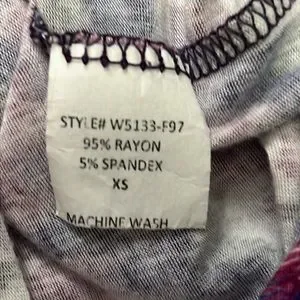 STYLE# W5133-F97
95% RAYON
5% SPANDEX
XS
MACHINE WASH